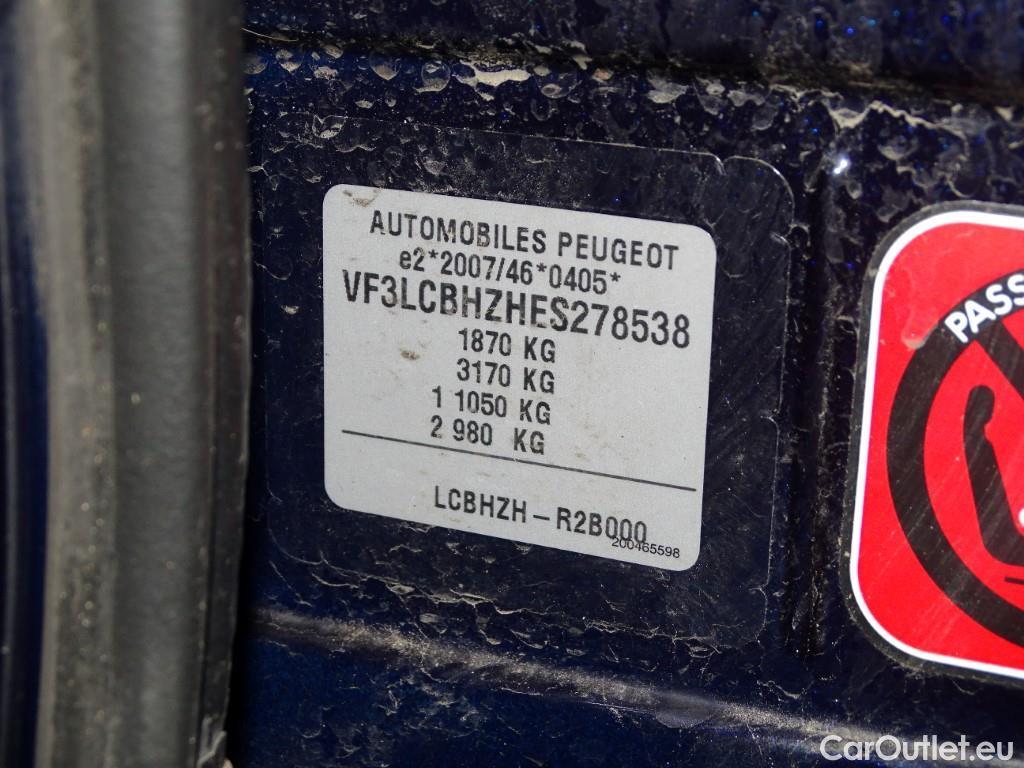 AUTOMOBILES PEUGEOT
e2*2007/46*0405*
VF3LCBHZHES278538
1870 KG
3170 KG
1 1050 KG
2 980 KG
LCBHZH – R2B000
200465598
PASS
CarOutlet.eu